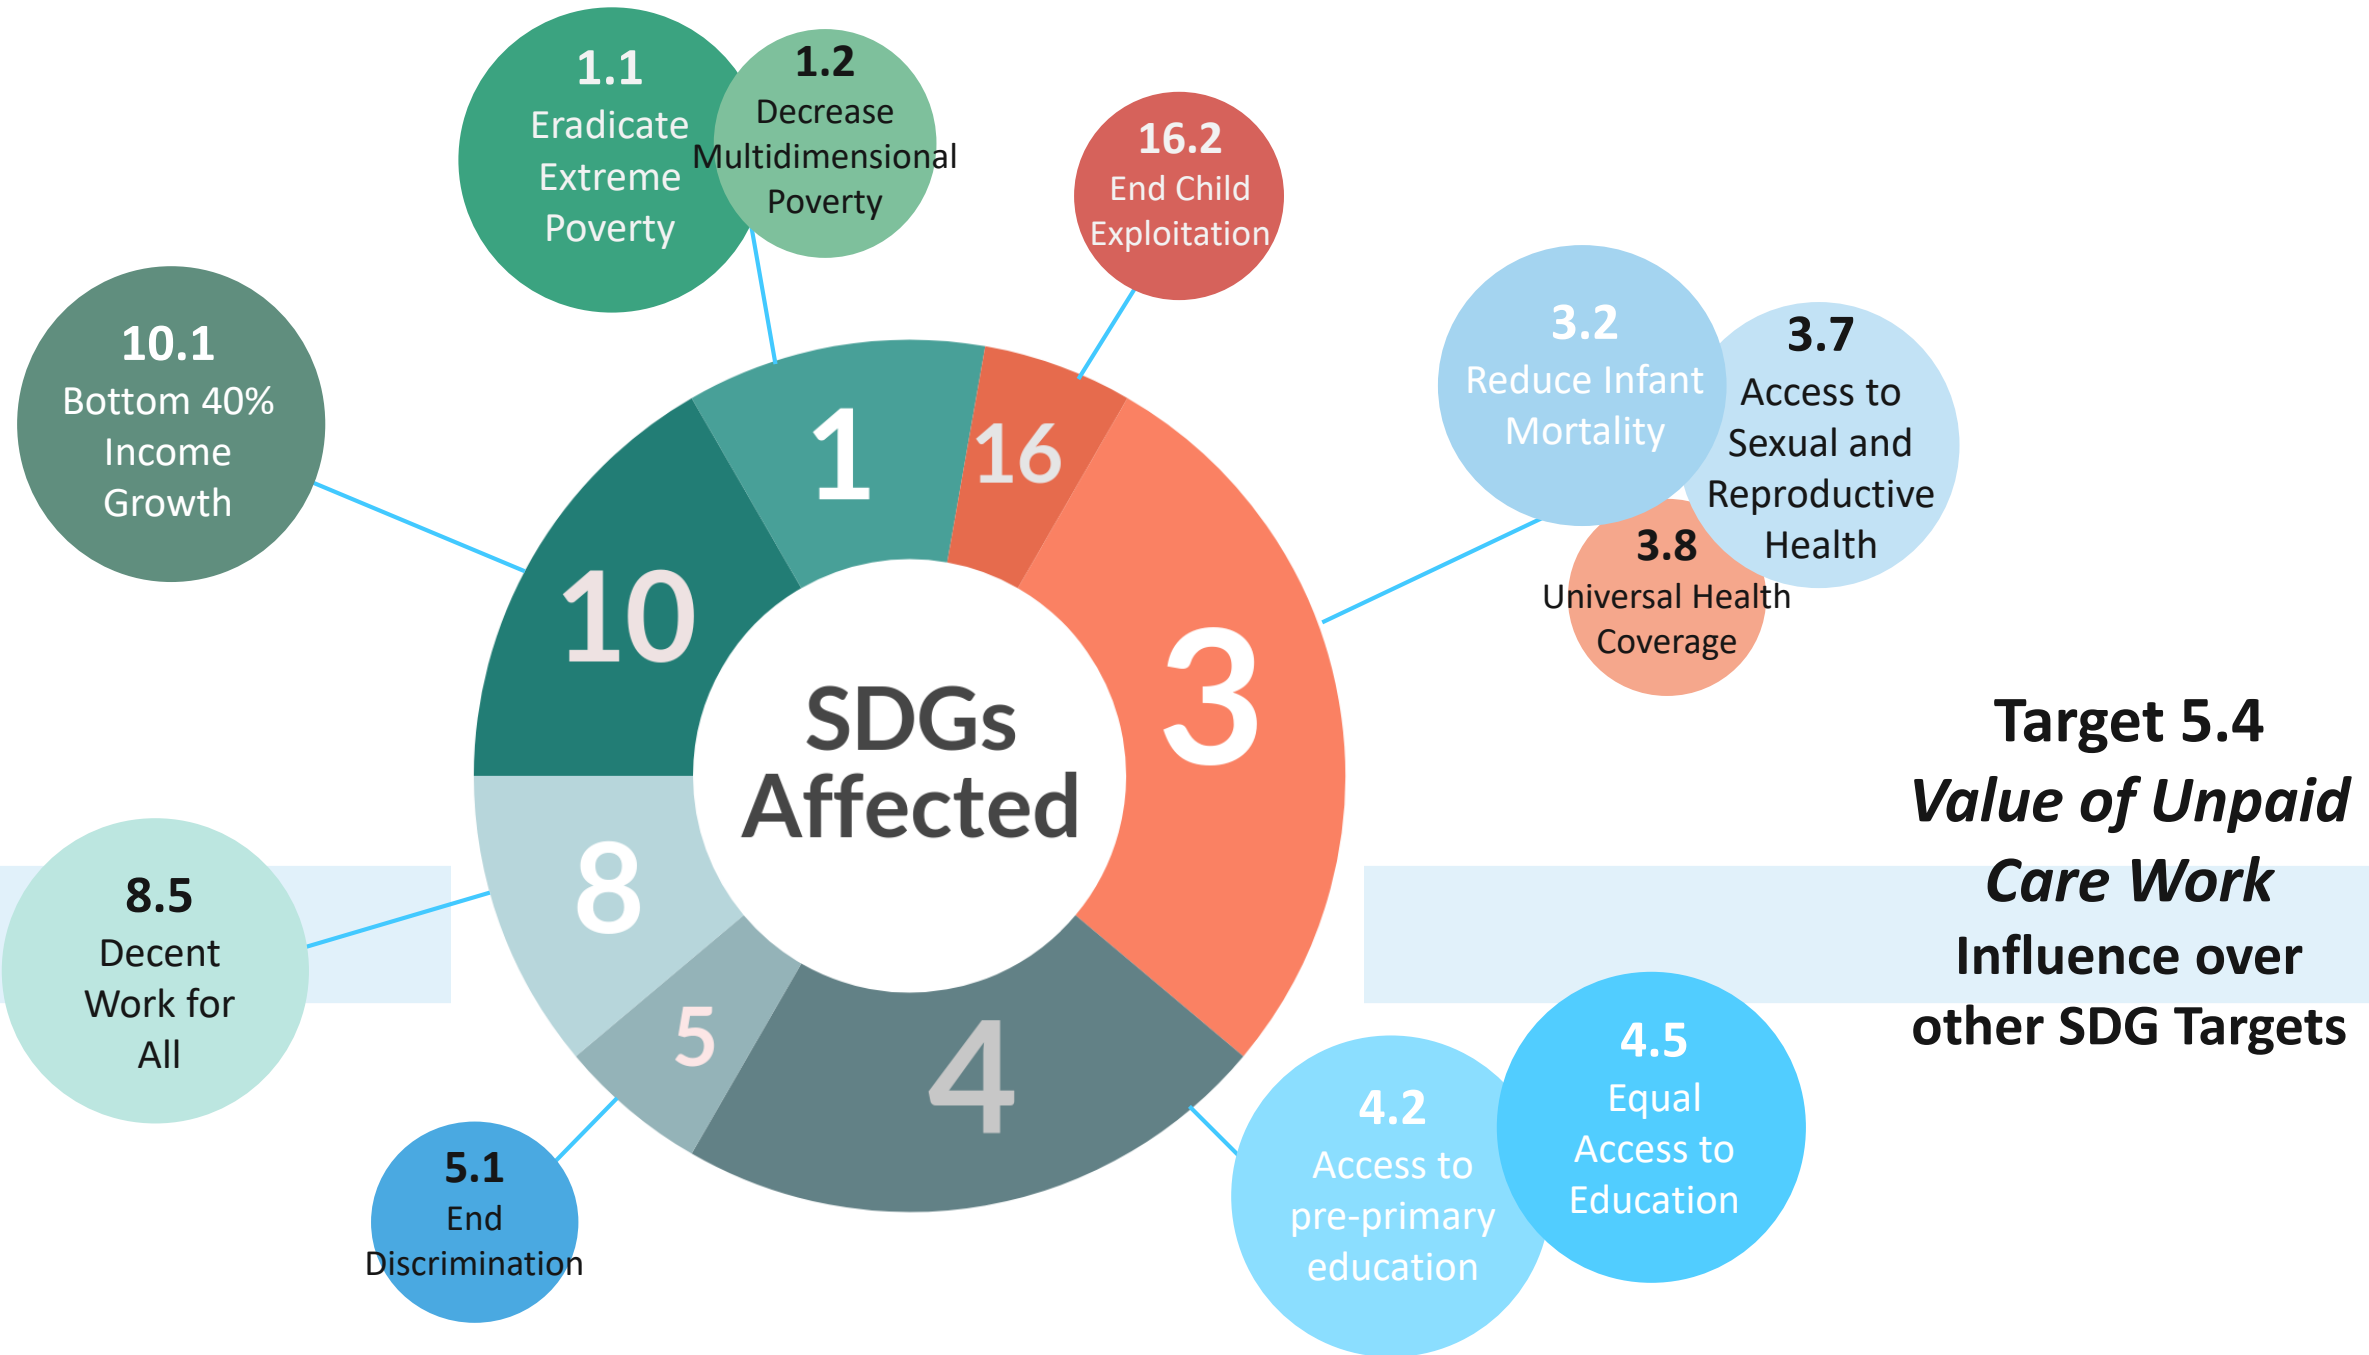 1.1
Eradicate
Extreme
Poverty
1.2
Decrease
Multidimensional
Poverty
16.2
End Child
Exploitation
10.1
Bottom 40%
Income
Growth
3.2
Reduce Infant
Mortality
3.7
Access to
Sexual and
Reproductive
Health
3.8
Universal Health
Coverage
1
16
10
3
8
5
4
SDGs
Affected
Target 5.4
Value of Unpaid
Care Work
Influence over
other SDG Targets
8.5
Decent
Work for
All
5.1
End
Discrimination
4.2
Access to
pre-primary
education
4.5
Equal
Access to
Education